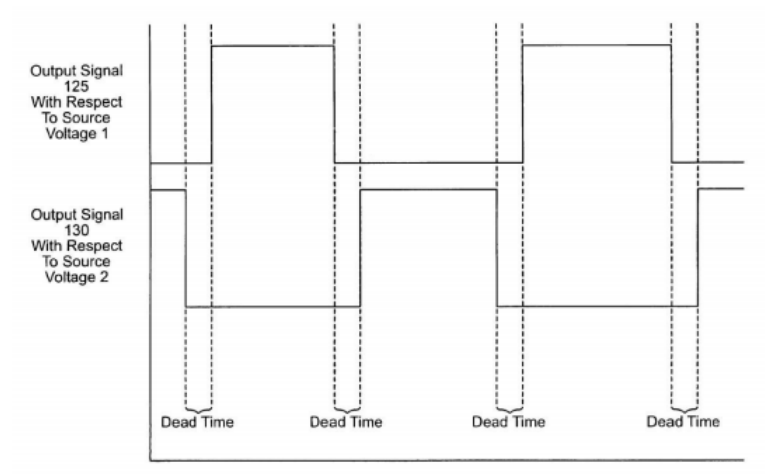 Output Signal
125
With Respect
To Source
Voltage 1
Output Signal
130
With Respect
To Source
Voltage 2
Dead Time
Dead Time
Dead Time
Dead Time